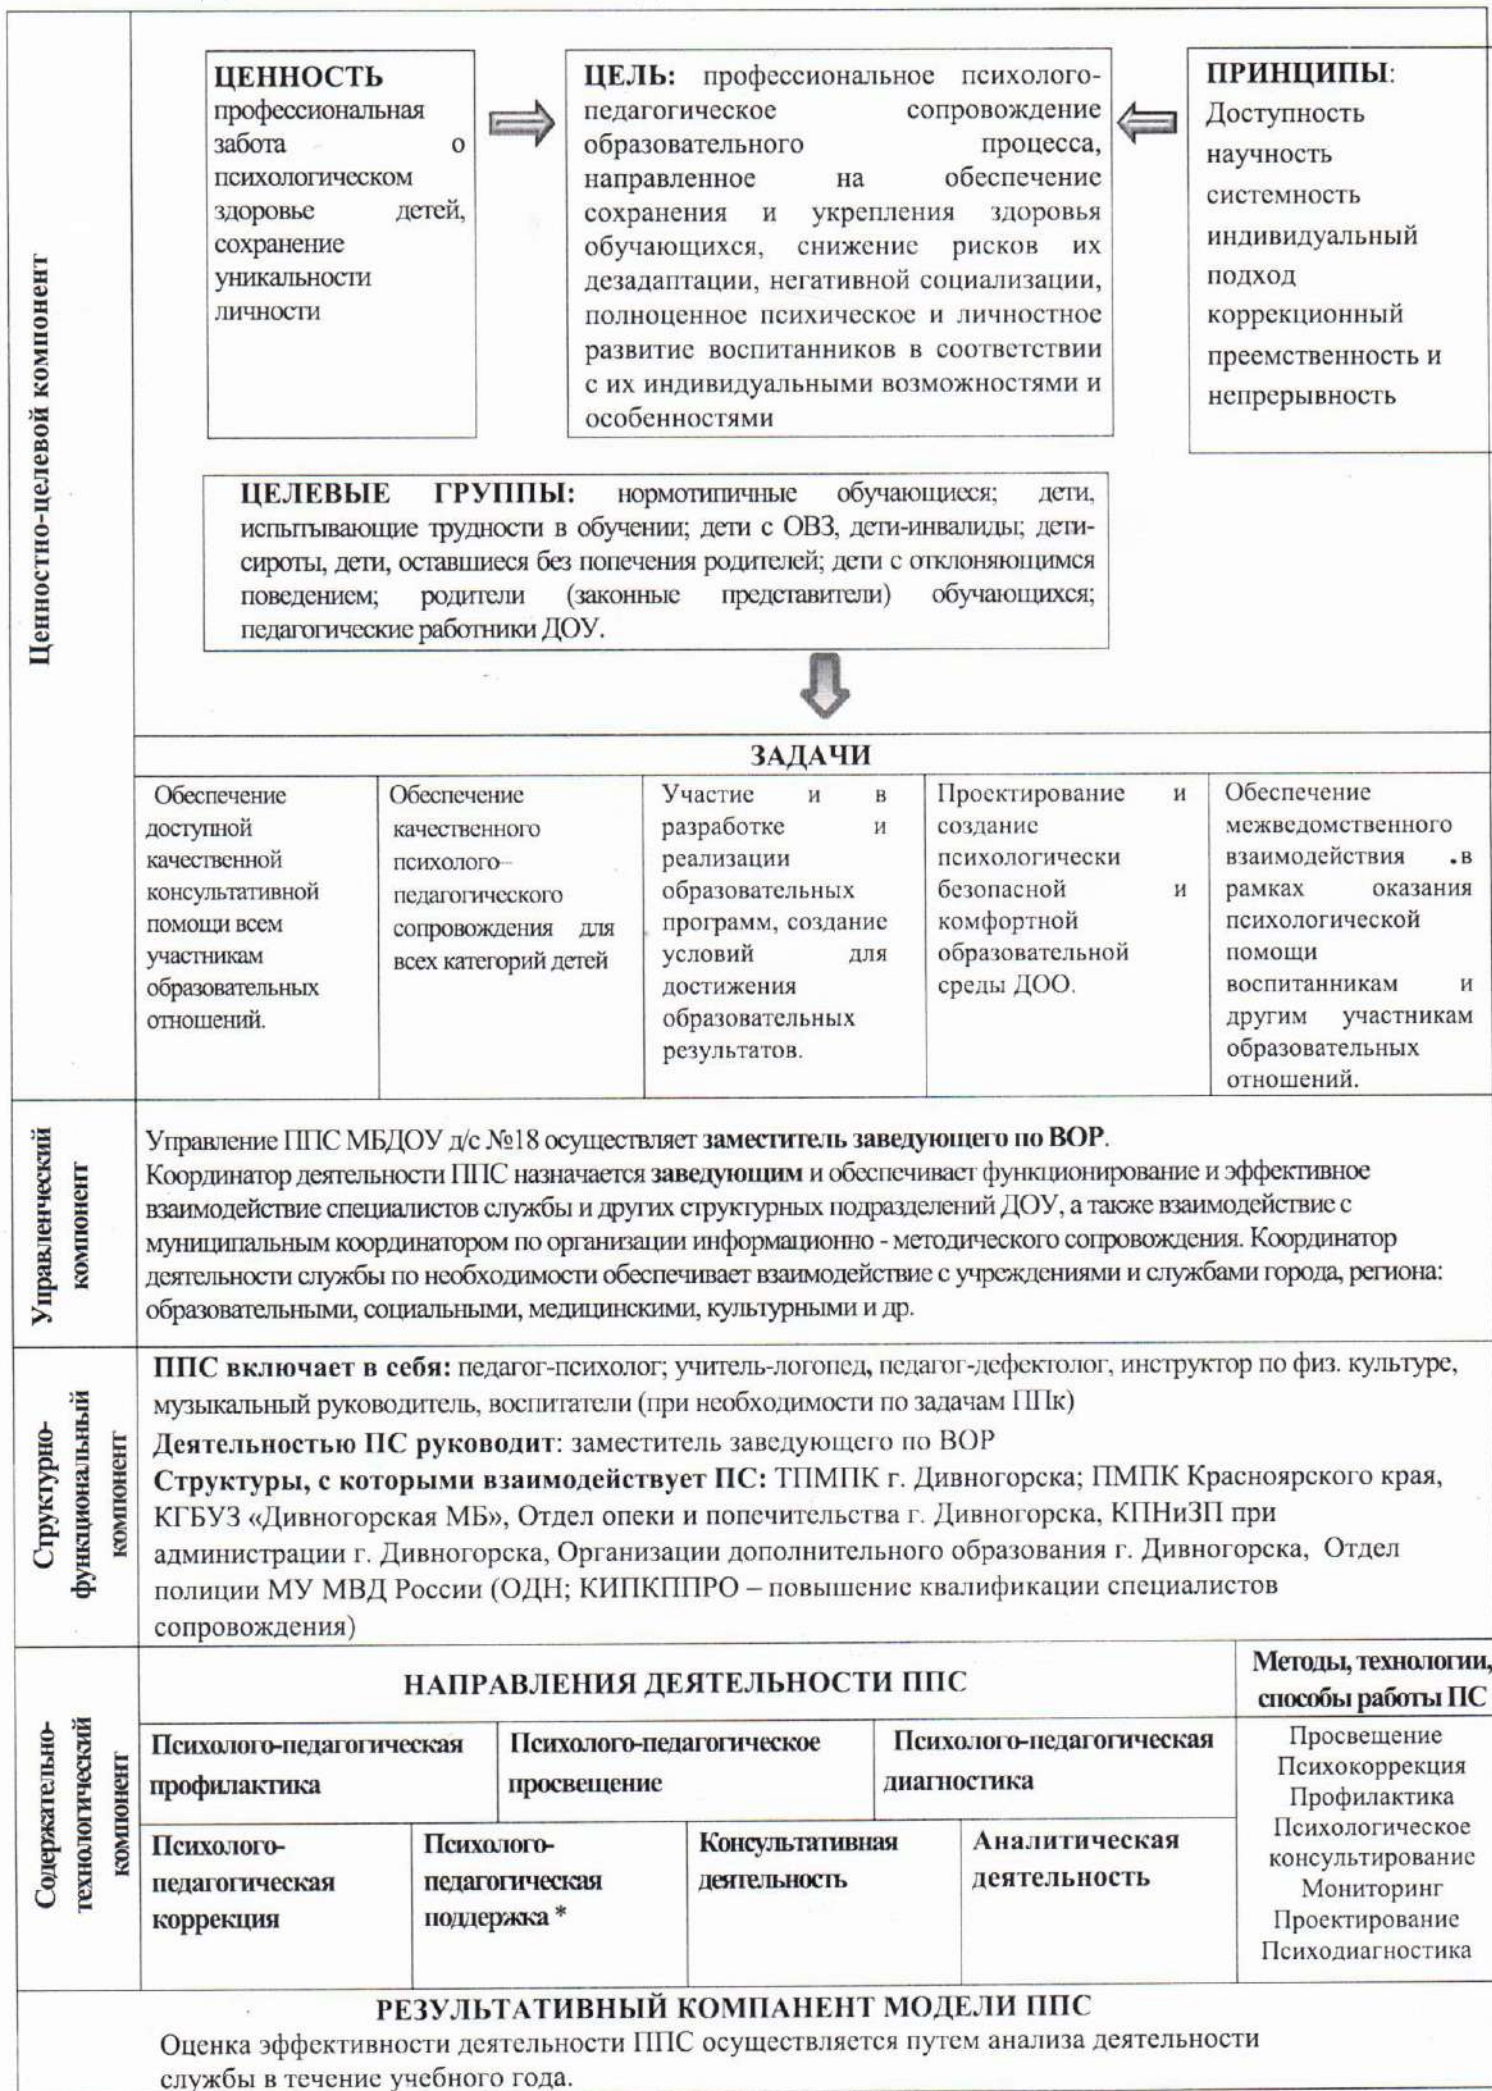 Ценностно-целевой компонент
ЦЕННОСТЬ
профессиональная
забота о
психологическом
здоровье детей,
сохранение
уникальности
личности
ЦЕЛЬ: профессиональное психолого-
педагогическое сопровождение
образовательного процесса,
направленное на обеспечение
сохранения и укрепления здоровья
обучающихся, снижение рисков их
дезадаптации, негативной социализации,
полноценное психическое и личностное
развитие воспитанников в соответствии
с их индивидуальными возможностями и
особенностями
ПРИНЦИПЫ:
Доступность
научность
системность
индивидуальный
подход
коррекционный
преемственность и
непрерывность
ЦЕЛЕВЫЕ ГРУППЫ: нормотипичные обучающиеся; дети,
испытывающие трудности в обучении; дети с ОВЗ, дети-инвалиды; дети-
сироты, дети, оставшиеся без попечения родителей; дети с отклоняющимся
поведением; родители (законные представители) обучающихся;
педагогические работники ДОУ.
ЗАДАЧИ
Обеспечение
доступной
качественной
консультативной
помощи всем
участникам
образовательных
отношений.
Обеспечение
качественного
психолого-
педагогического
сопровождения для
всех категорий детей
Участие и в
разработке и
реализации
образовательных
программ, создание
условий для
достижения
образовательных
результатов.
Проектирование и
создание
психологически
безопасной и
комфортной
образовательной
среды ДОО.
Обеспечение
межведомственного
взаимодействия .в
рамках оказания
психологической
помощи
воспитанникам и
другим участникам
образовательных
отношений.
Управленческий
компонент
Управление ППС МБДОУ д/с №18 осуществляет заместитель заведующего по ВОР.
Координатор деятельности ППС назначается заведующим и обеспечивает функционирование и эффективное
взаимодействие специалистов службы и других структурных подразделений ДОУ, а также взаимодействие с
муниципальным координатором по организации информационно - методического сопровождения. Координатор
деятельности службы по необходимости обеспечивает взаимодействие с учреждениями и службами города, региона:
образовательными, социальными, медицинскими, культурными и др.
Структурно-
функциональный
компонент
ППС включает в себя: педагог-психолог; учитель-логопед, педагог-дефектолог, инструктор по физ. культуре,
музыкальный руководитель, воспитатели (при необходимости по задачам ППк)
Деятельностью ПС руководит: заместитель заведующего по ВОР
Структуры, с которыми взаимодействует ПС: ТПМПК г. Дивногорска; ПМПК Красноярского края,
КГБУЗ «Дивногорская МБ», Отдел опеки и попечительства г. Дивногорска, КПНиЗП при
администрации г. Дивногорска, Организации дополнительного образования г. Дивногорска, Отдел
полиции МУ МВД России (ОДН; КИПКППРО – повышение квалификации специалистов
сопровождения)
Содержательно-
технологический
компонент
НАПРАВЛЕНИЯ ДЕЯТЕЛЬНОСТИ ППС
Психолого-педагогическая
профилактика
Психолого-педагогическое
просвещение
Психолого-педагогическая
диагностика
Психолого-
педагогическая
коррекция
Психолого-
педагогическая
поддержка *
Консультативная
деятельность
Аналитическая
деятельность
Методы, технологии,
способы работы ПС
Просвещение
Психокоррекция
Профилактика
Психологическое
консультирование
Мониторинг
Проектирование
Психодиагностика
РЕЗУЛЬТАТИВНЫЙ КОМПАНЕНТ МОДЕЛИ ППС
Оценка эффективности деятельности ППС осуществляется путем анализа деятельности
службы в течение учебного года.